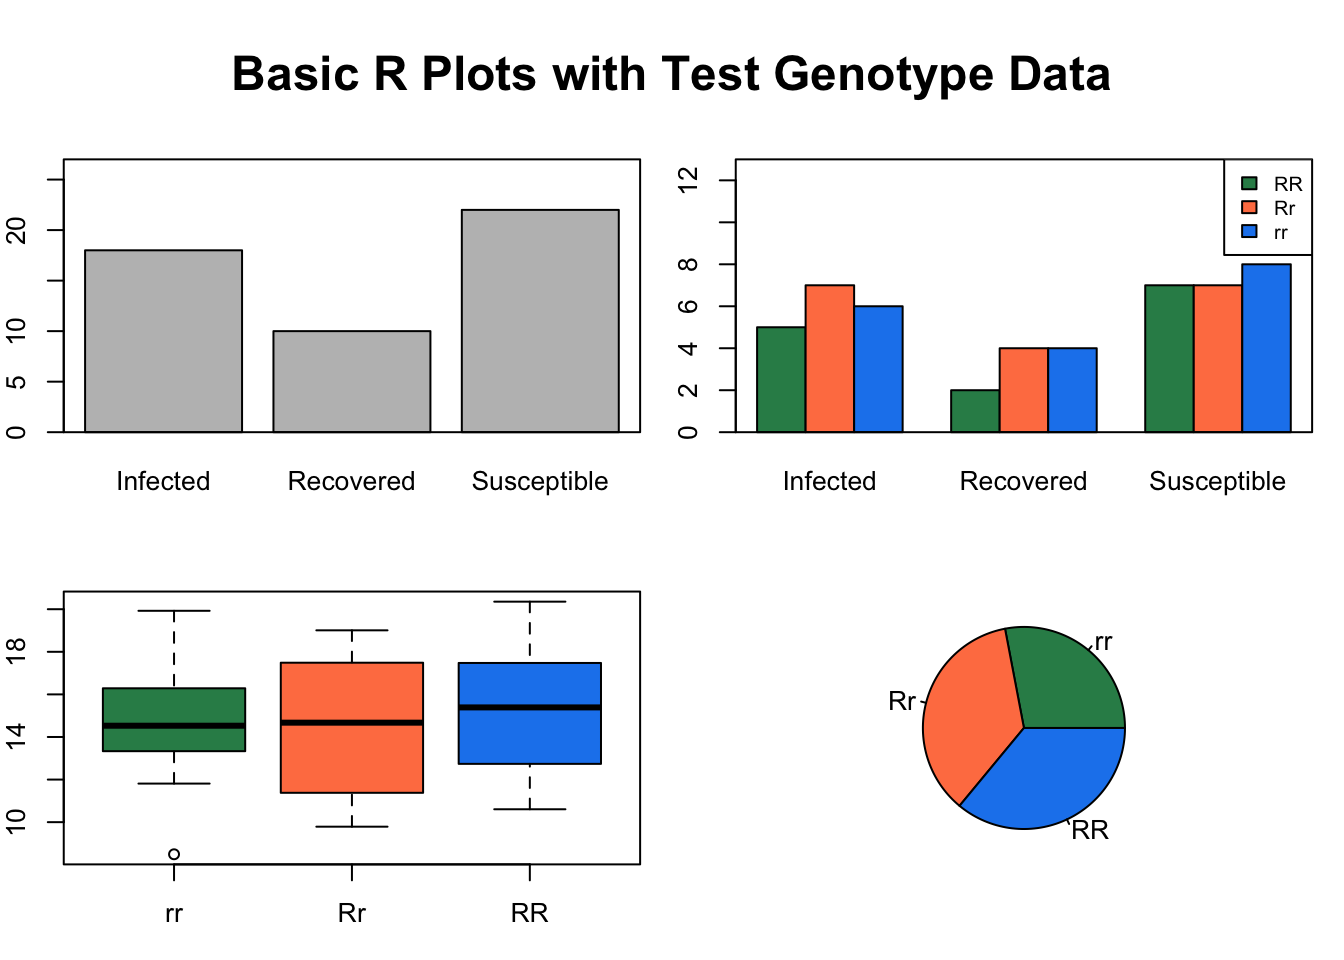 Basic R Plots with Test Genotype Data
20
10
5
0
Infected Recovered Susceptible
12
8
6
4
2
0
RR
Rr
rr
Infected Recovered Susceptible
18
14
10
rr Rr RR
rr
Rr
RR